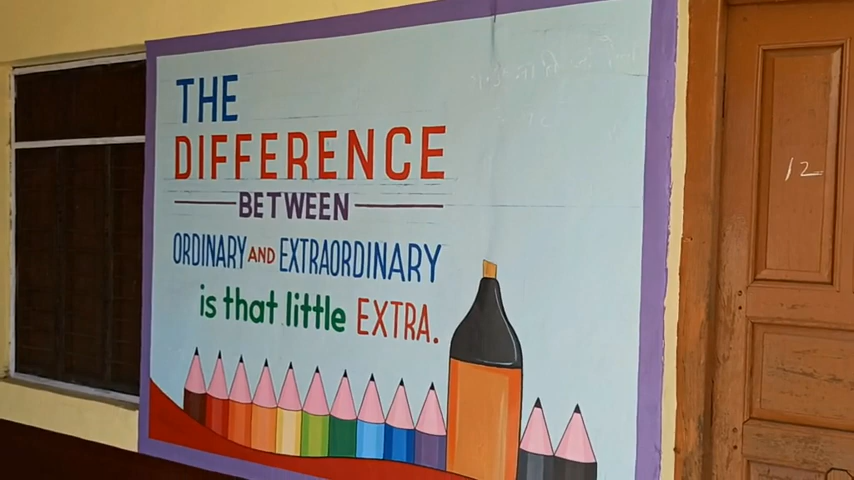 THE
DIFFERENCE
BETWEEN
ORDINARY AND EXTRAORDINARY
is that little EXTRA.
12